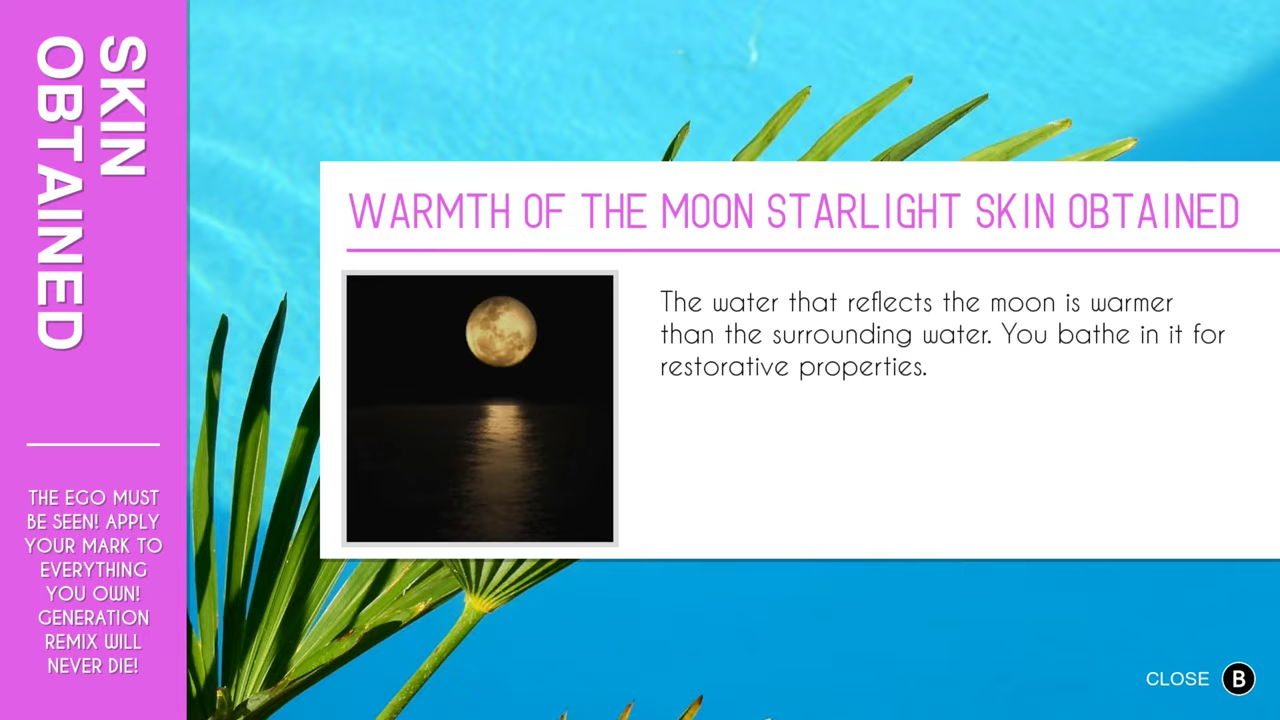 SKIN
OBTAINED
THE EGO MUST
BE SEEN! APPLY
YOUR MARK TO
EVERYTHING
YOU OWN!
GENERATION
REMIX WILL
NEVER DIE!
WARMTH OF THE MOON STARLIGHT SKIN OBTAINED
The water that reflects the moon is warmer
than the surrounding water. You bathe in it for
restorative properties.
CLOSE B